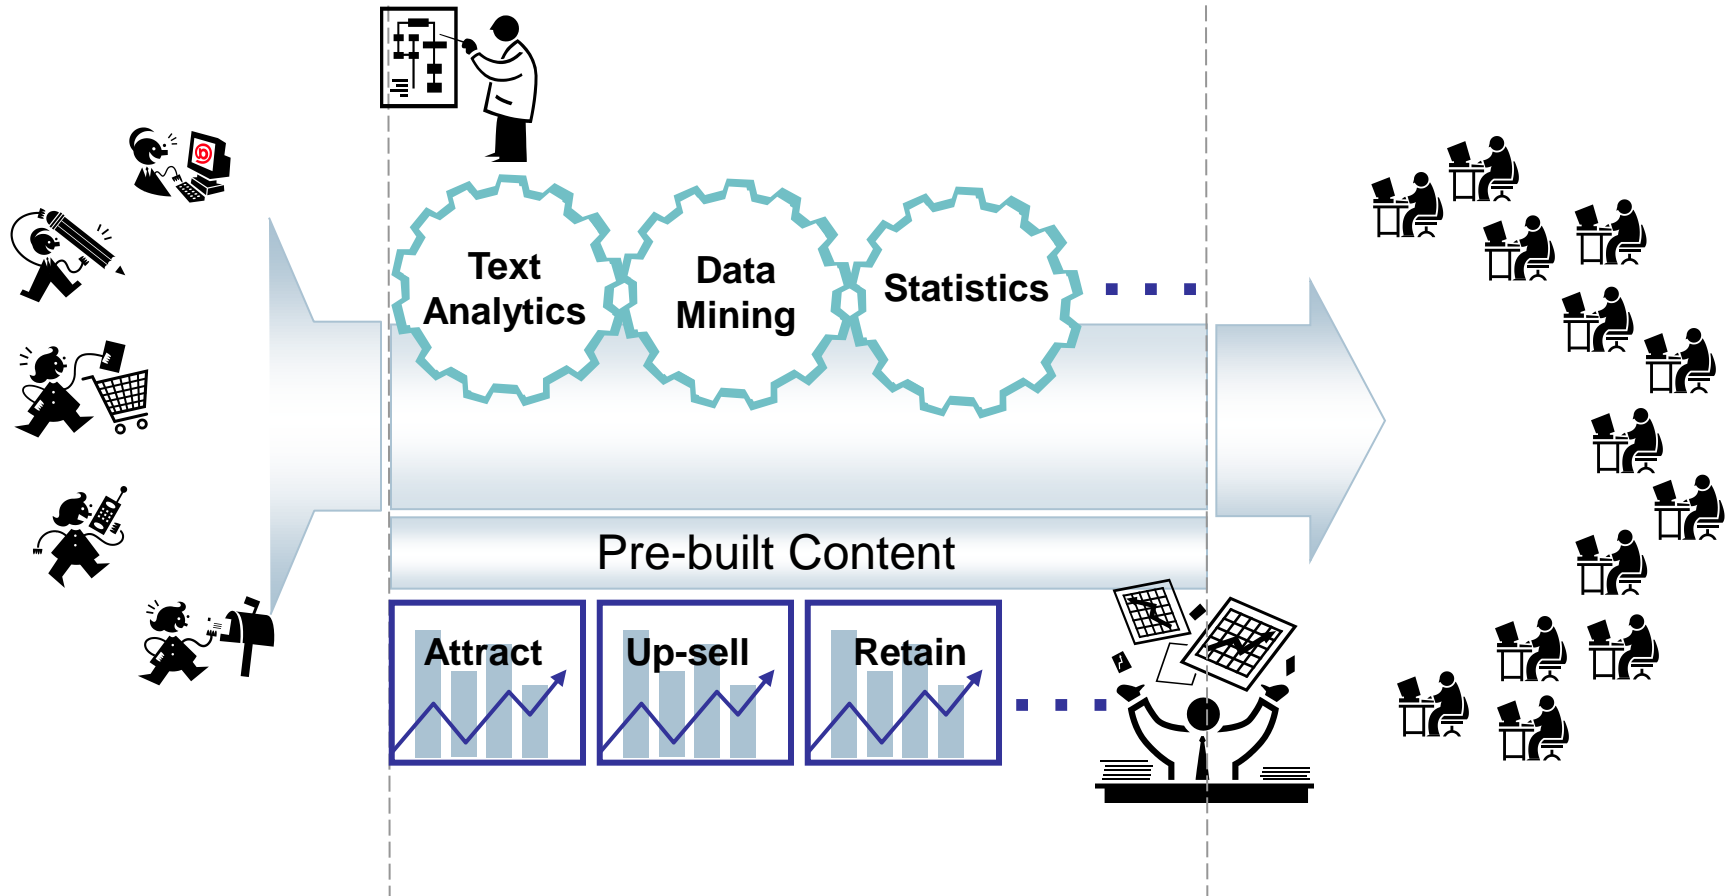 Text
Analytics
Data
Mining
Statistics
Pre-built Content
Attract
Up-sell
Retain